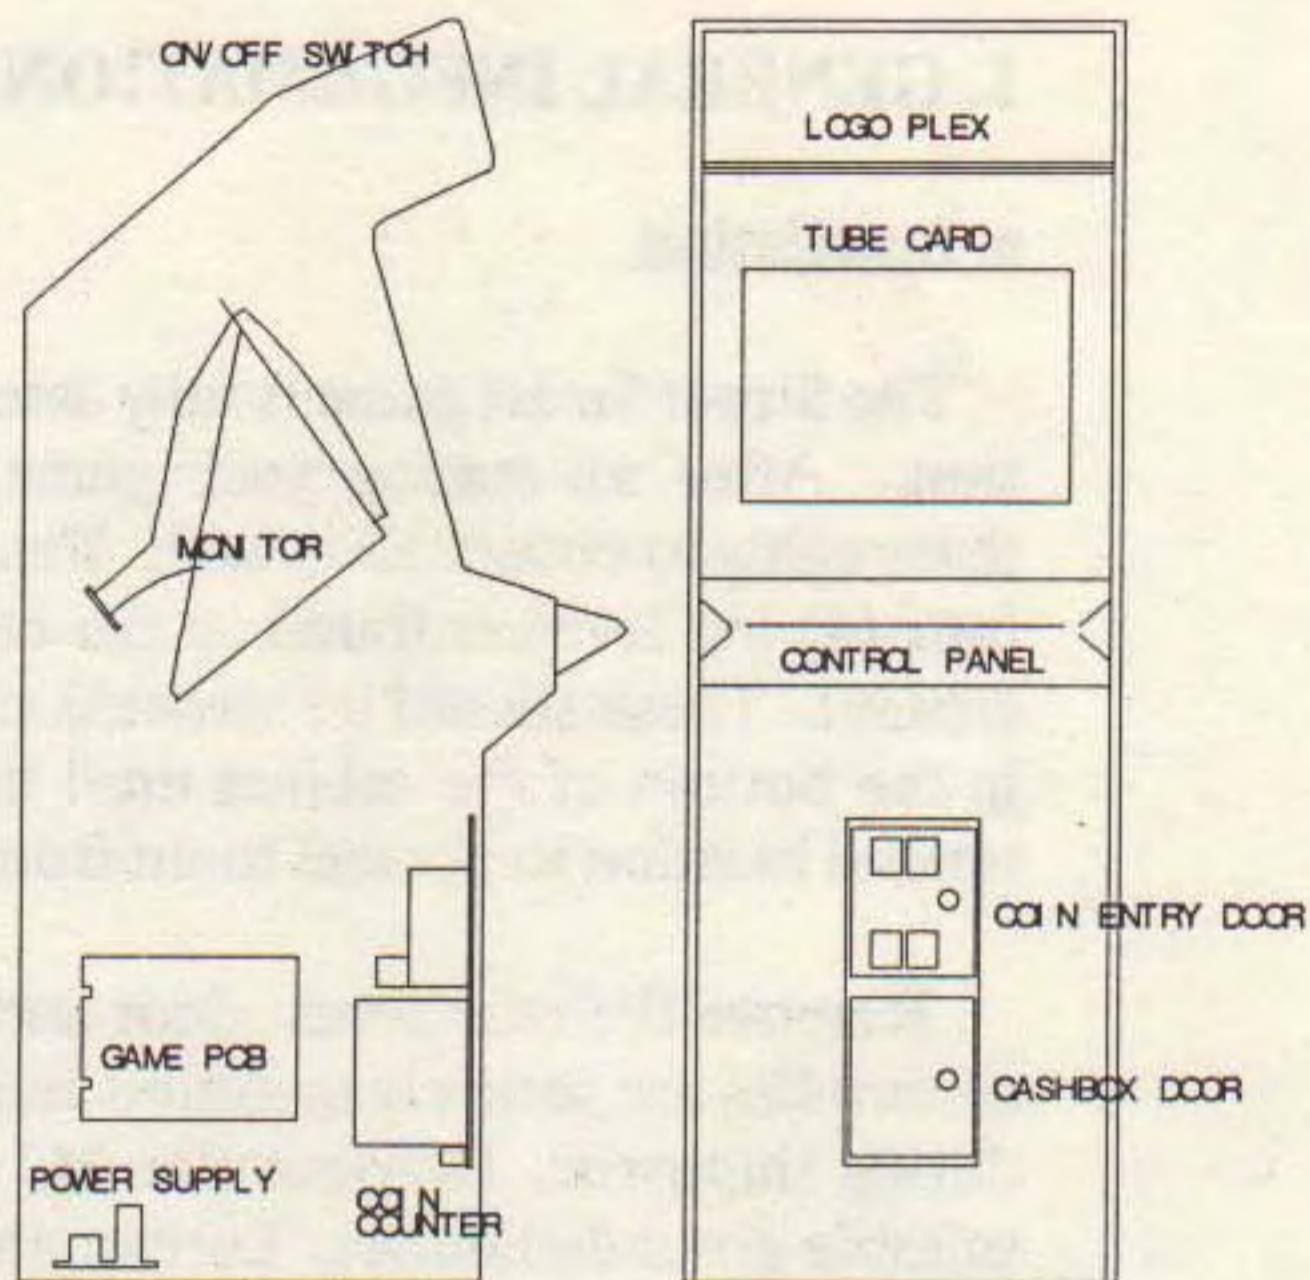 ON/OFF SWITCH
LOGO PLEX
TUBE CARD
MONITOR
CONTROL PANEL
COIN ENTRY DOOR
GAME PCB
CASHBOX DOOR
POWER SUPPLY
COIN
COUNTER